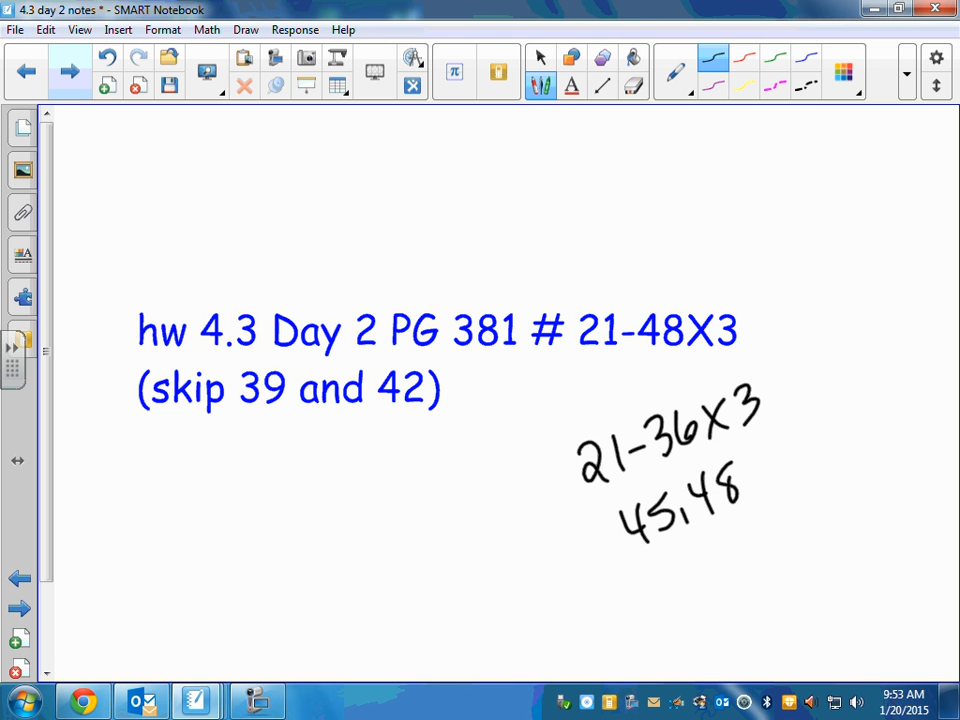 4.3 day 2 notes * - SMART Notebook
File Edit View Insert Format Math Draw Response Help
hw 4.3 Day 2 PG 381 # 21-48X3
(skip 39 and 42)
21-36X3
45,48
9:53 AM
1/20/2015